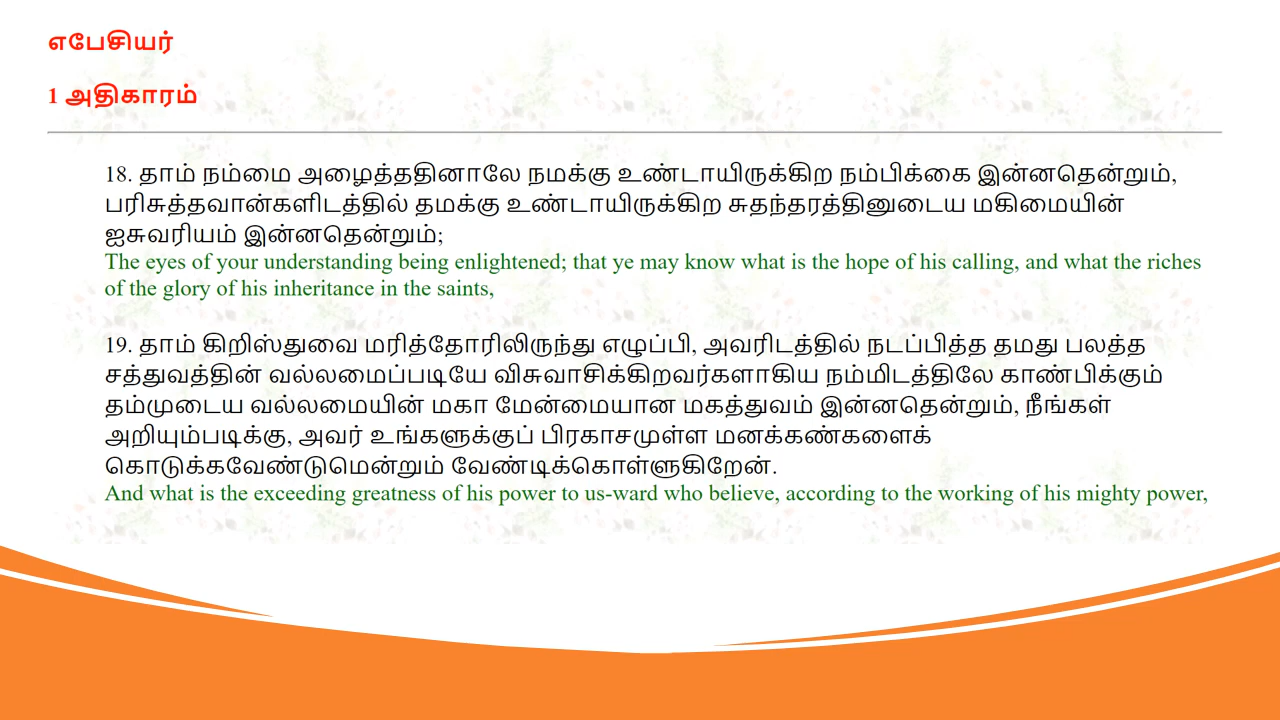 எபேசியர்
1 அதிகாரம்
18. தாம் நம்மை அழைத்ததினாலே நமக்கு உண்டாயிருக்கிற நம்பிக்கை இன்னதென்றும்,
பரிசுத்தவான்களிடத்தில் தமக்கு உண்டாயிருக்கிற சுதந்தரத்தினுடைய மகிமையின்
ஐசுவரியம் இன்னதென்றும்;
The eyes of your understanding being enlightened; that ye may know what is the hope of his calling, and what the riches
of the glory of his inheritance in the saints,
19. தாம் கிறிஸ்துவை மரித்தோரிலிருந்து எழுப்பி, அவரிடத்தில் நடப்பித்த தமது பலத்த
சத்துவத்தின் வல்லமைப்படியே விசுவாசிக்கிறவர்களாகிய நம்மிடத்திலே காண்பிக்கும்
தம்முடைய வல்லமையின் மகா மேன்மையான மகத்துவம் இன்னதென்றும், நீங்கள்
அறியும்படிக்கு, அவர் உங்களுக்குப் பிரகாசமுள்ள மனக்கண்களைக்
கொடுக்கவேண்டுமென்றும் வேண்டிக்கொள்ளுகிறேன்.
And what is the exceeding greatness of his power to us-ward who believe, according to the working of his mighty power,